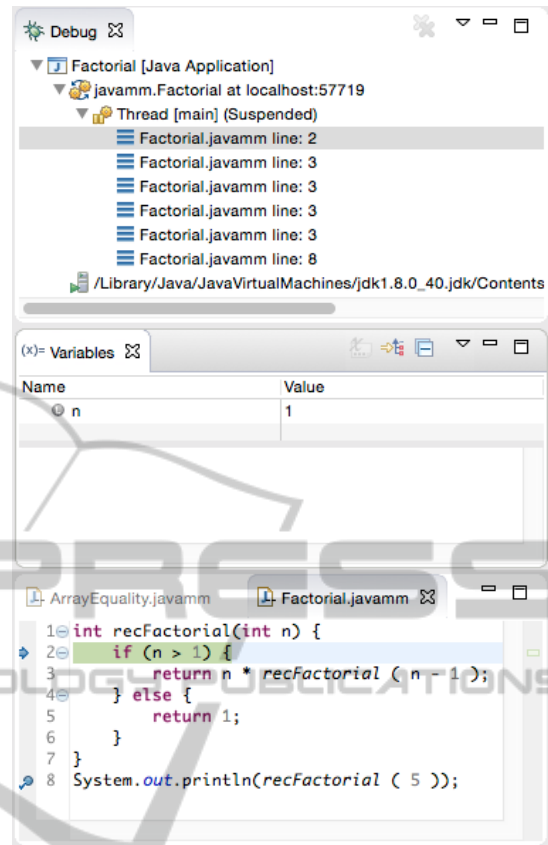 Debug
Factorial [Java Application]
javamm.Factorial at localhost:57719
Thread [main] (Suspended)
Factorial.javamm line: 2
Factorial.javamm line: 3
Factorial.javamm line: 3
Factorial.javamm line: 3
Factorial.javamm line: 3
Factorial.javamm line: 8
/Library/Java/JavaVirtualMachines/jdk1.8.0_40.jdk/Contents
(x)= Variables
Name Value
n 1
PRESS
ArrayEquality.javamm Factorial.javamm
1 int recFactorial(int n) {
2 if (n > 1) {
3 return n * recFactorial ( n - 1 );
OLOGY PUBLICATIONS
4 } else {
5 return 1;
6 }
7 }
8 System.out.println(recFactorial ( 5 ));